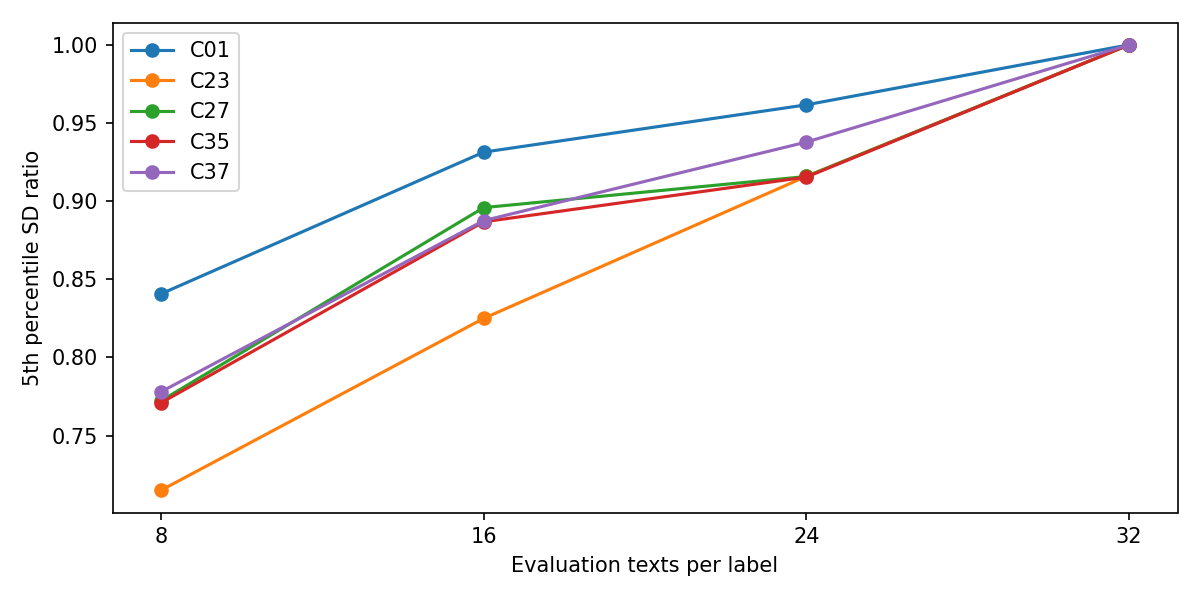 1.00
0.95
0.90
0.85
0.80
0.75
5th percentile SD ratio
C01
C23
C27
C35
C37
8 16 24 32
Evaluation texts per label